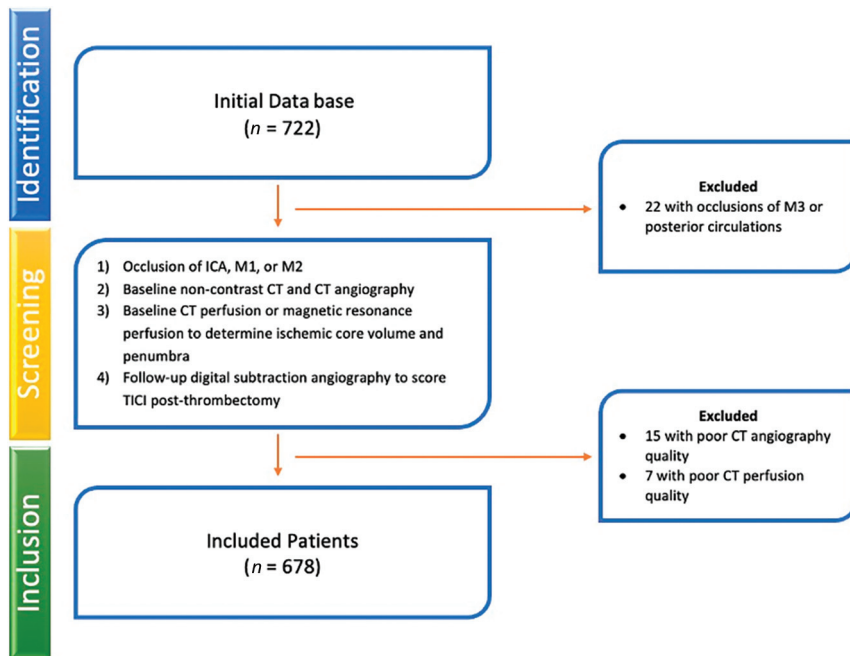 Identification
Initial Data base
(n = 722)
Excluded
• 22 with occlusions of M3 or
posterior circulations
Screening
1) Occlusion of ICA, M1, or M2
2) Baseline non-contrast CT and CT angiography
3) Baseline CT perfusion or magnetic resonance
perfusion to determine ischemic core volume and
penumbra
4) Follow-up digital subtraction angiography to score
TICI post-thrombectomy
Excluded
• 15 with poor CT angiography
quality
• 7 with poor CT perfusion
quality
Inclusion
Included Patients
(n = 678)